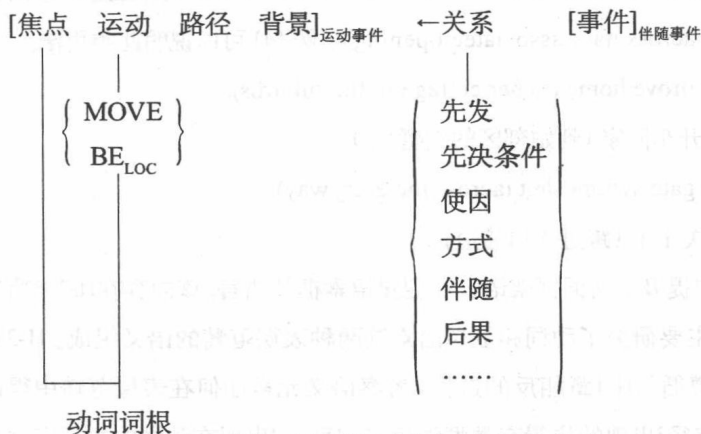 [焦点 运动 路径 背景]运动事件 ←关系 [事件]伴随事件
MOVE
BE_LOC
先发
先决条件
使因
方式
伴随
后果
……
动词词根